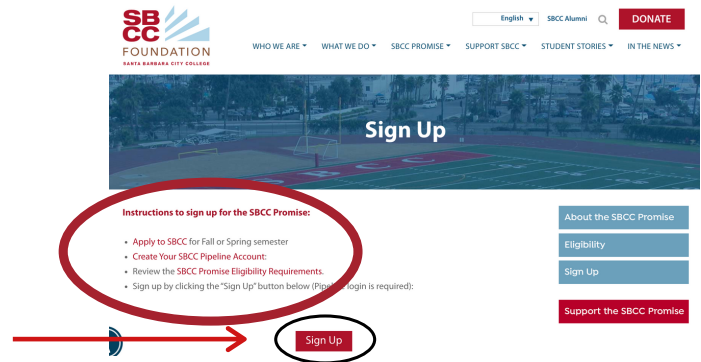 SB
CC
FOUNDATION
SANTA BARBARA CITY COLLEGE
English ▼ SBCC Alumni DONATE
WHO WE ARE ▼ WHAT WE DO ▼ SBCC PROMISE ▼ SUPPORT SBCC ▼ STUDENT STORIES ▼ IN THE NEWS ▼
Sign Up
S B C C
Instructions to sign up for the SBCC Promise:
• Apply to SBCC for Fall or Spring semester
• Create Your SBCC Pipeline Account:
• Review the SBCC Promise Eligibility Requirements.
• Sign up by clicking the "Sign Up" button below (Pipeline login is required):
Sign Up
About the SBCC Promise
Eligibility
Sign Up
Support the SBCC Promise